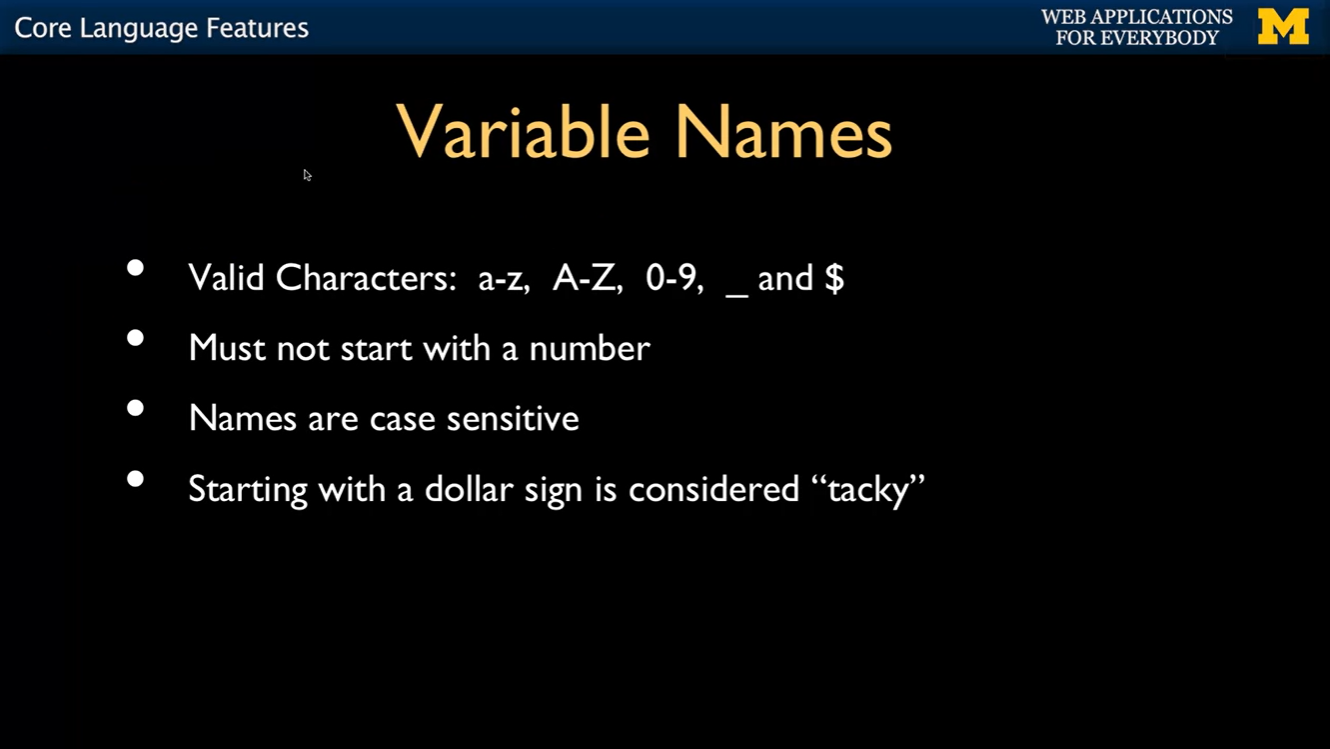 Core Language Features
WEB APPLICATIONS
FOR EVERYBODY
M
Variable Names
• Valid Characters: a-z, A-Z, 0-9, _ and $
• Must not start with a number
• Names are case sensitive
• Starting with a dollar sign is considered “tacky”